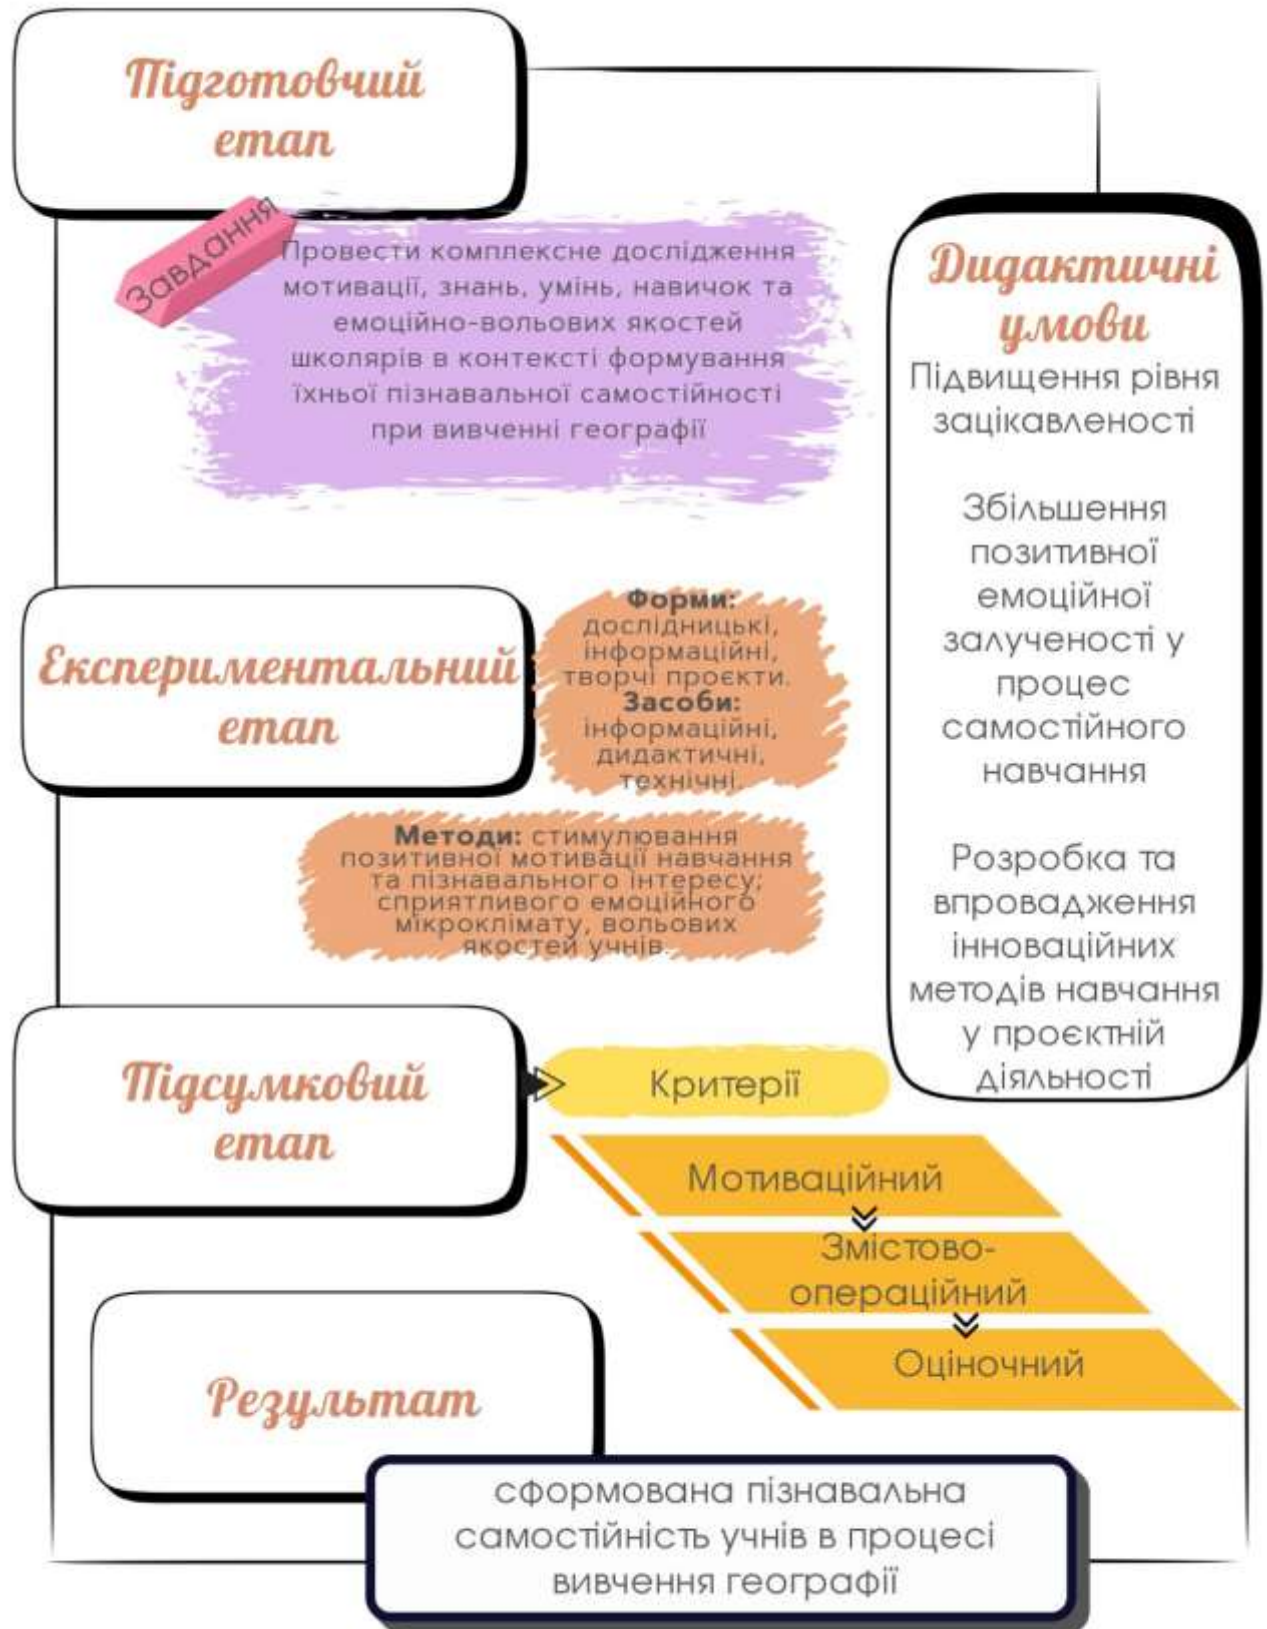 Підготовчий
етап
Завдання
Провести комплексне дослідження
мотивації, знань, умінь, навичок та
емоційно-вольових якостей
школярів в контексті формування
їхньої пізнавальної самостійності
при вивченні географії
Дидактичні
умови
Підвищення рівня
зацікавленості
Збільшення
позитивної
емоційної
залученості у
процес
самостійного
навчання
Розробка та
впровадження
інноваційних
методів навчання
у проєктній
діяльності
Експериментальний
етап
Форми:
дослідницькі,
інформаційні,
творчі проєкти.
Засоби:
інформаційні,
дидактичні,
технічні.
Методи: стимулювання
позитивної мотивації навчання
та пізнавального інтересу;
сприятливого емоційного
мікроклімату, вольових
якостей учнів.
Підсумковий
етап
Критерії
Мотиваційний
Змістово-
операційний
Оціночний
Результат
сформована пізнавальна
самостійність учнів в процесі
вивчення географії